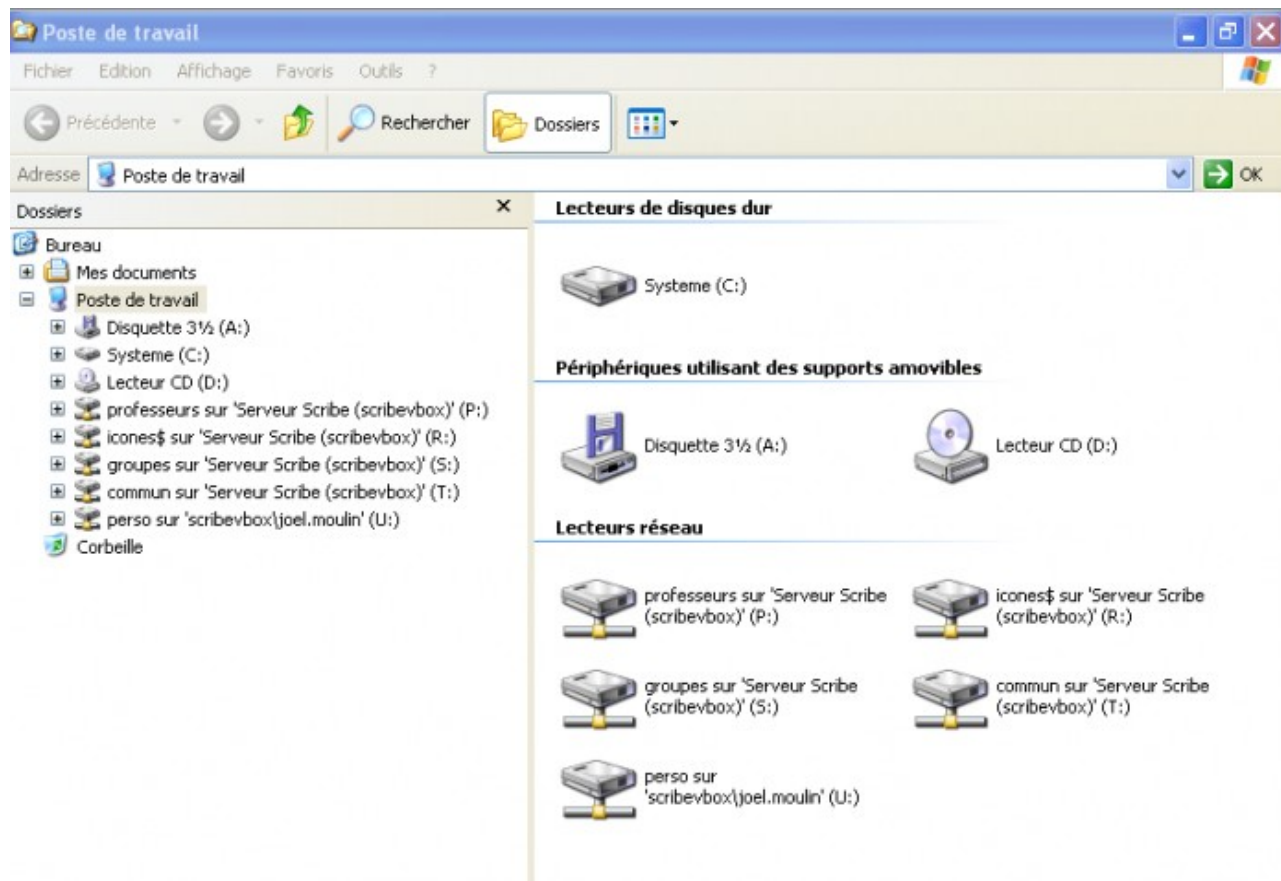 Poste de travail
Fichier Edition Affichage Favoris Outils ?
Précédente Rechercher Dossiers
Adresse Poste de travail OK
Dossiers
Bureau
Mes documents
Poste de travail
Disquette 3½ (A:)
Systeme (C:)
Lecteur CD (D:)
professeurs sur 'Serveur Scribe (scribevbox)' (P:)
icones$ sur 'Serveur Scribe (scribevbox)' (R:)
groupes sur 'Serveur Scribe (scribevbox)' (S:)
commun sur 'Serveur Scribe (scribevbox)' (T:)
perso sur 'scribevbox\joel.moulin' (U:)
Corbeille
Lecteurs de disques dur
Systeme (C:)
Périphériques utilisant des supports amovibles
Disquette 3½ (A:)
Lecteur CD (D:)
Lecteurs réseau
professeurs sur 'Serveur Scribe
(scribevbox)' (P:)
icones$ sur 'Serveur Scribe
(scribevbox)' (R:)
groupes sur 'Serveur Scribe
(scribevbox)' (S:)
commun sur 'Serveur Scribe
(scribevbox)' (T:)
perso sur
'scribevbox\joel.moulin' (U:)